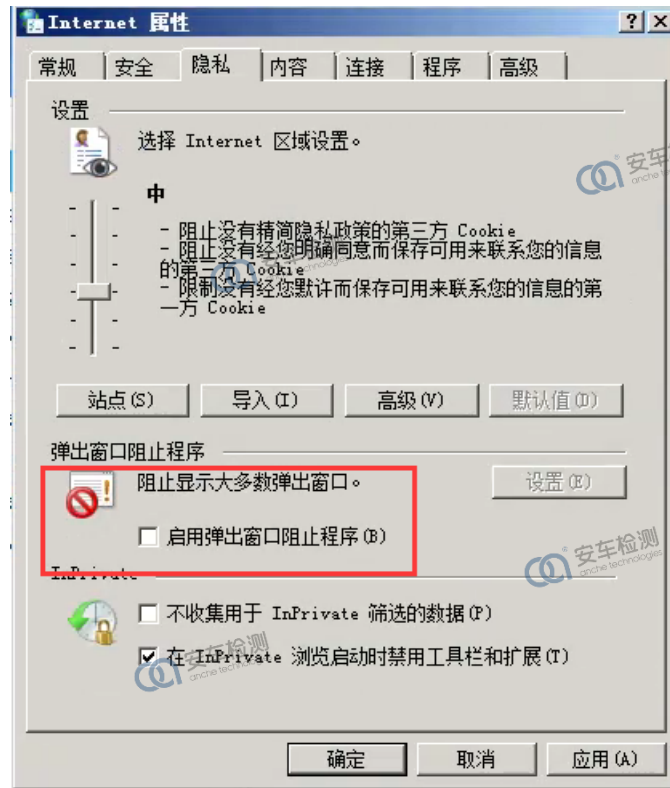 Internet 属性
常规 安全 隐私 内容 连接 程序 高级
设置
选择 Internet 区域设置。
中
- 阻止没有精简隐私政策的第三方 Cookie
- 阻止没有经您明确同意而保存可用来联系您的信息
的第三方 Cookie
- 限制没有经您默许而保存可用来联系您的信息的第
一方 Cookie
站点(S) 导入(I) 高级(V) 默认值(D)
弹出窗口阻止程序
阻止显示大多数弹出窗口。 设置(E)
启用弹出窗口阻止程序(B)
InPrivate
不收集用于 InPrivate 筛选的数据(P)
在 InPrivate 浏览启动时禁用工具栏和扩展(T)
确定 取消 应用(A)
安车检测
anche technologies
安车检测
anche technologies